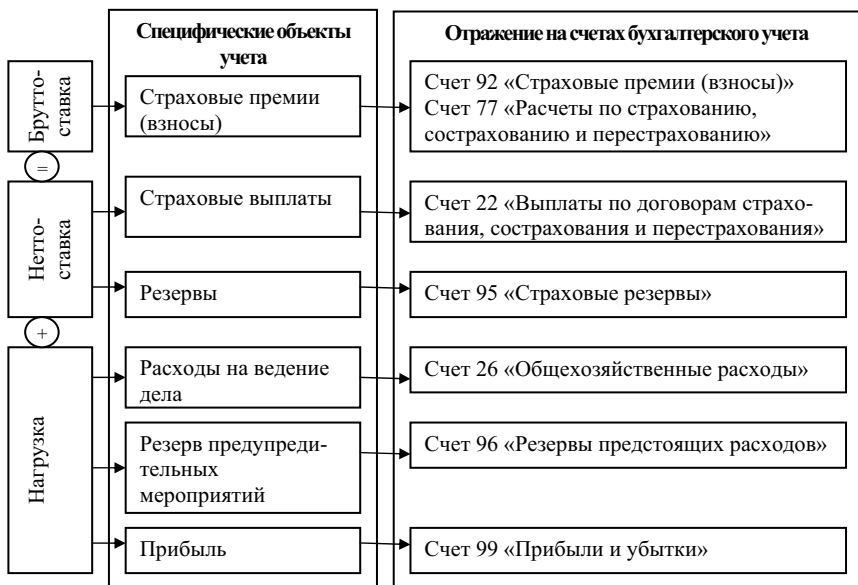 Специфические объекты
учета
Отражение на счетах бухгалтерского учета
Брутто-
ставка
Страховые премии
(взносы)
Счет 92 «Страховые премии (взносы)»
Счет 77 «Расчеты по страхованию,
сострахованию и перестрахованию»
=
Нетто-
ставка
Страховые выплаты
Счет 22 «Выплаты по договорам страхо-
вания, сострахования и перестрахования»
Резервы
Счет 95 «Страховые резервы»
+
Нагрузка
Расходы на ведение
дела
Счет 26 «Общехозяйственные расходы»
Резерв предупреди-
тельных
мероприятий
Счет 96 «Резервы предстоящих расходов»
Прибыль
Счет 99 «Прибыли и убытки»